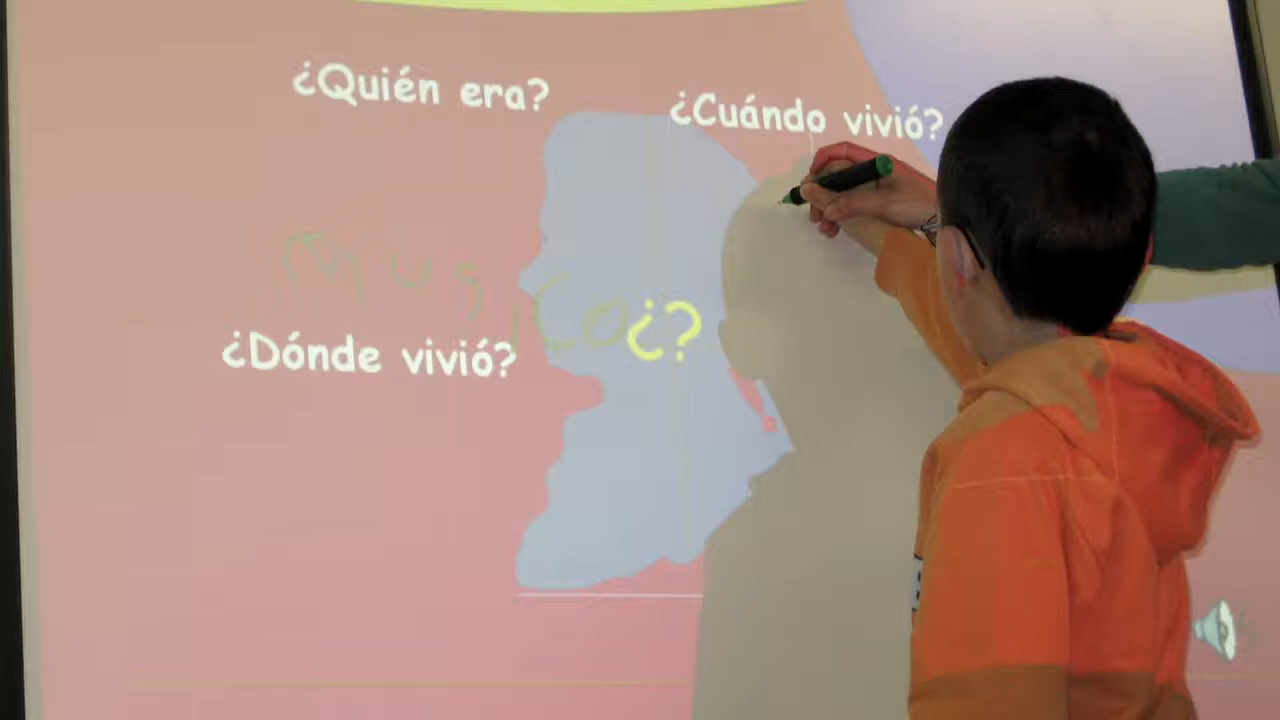 ¿Quién era?
¿Cuándo vivió?
Musico
¿Dónde vivió?
¿?